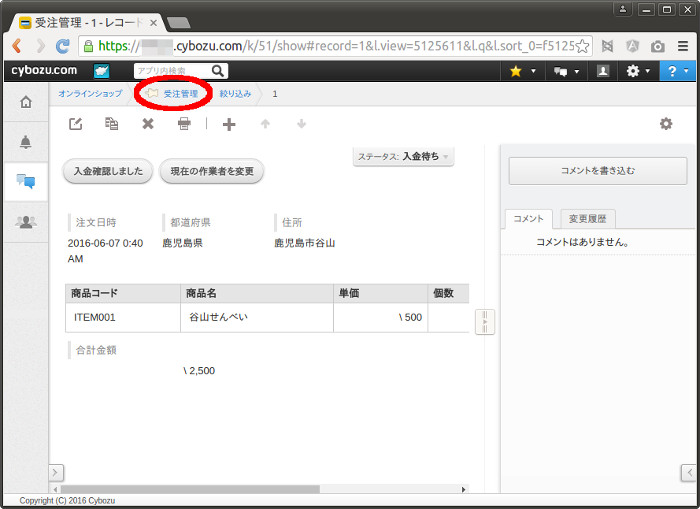 受注管理 - 1 - レコード
https:// .cybozu.com/k/51/show#record=1&l.view=5125611&l.q&l.sort_0=f5125
cybozu.com
アプリ内検索
?
オンラインショップ 受注管理 絞り込み 1
ステータス: 入金待ち
入金確認しました 現在の作業者を変更
コメントを書き込む
コメント 変更履歴
コメントはありません。
注文日時 都道府県 住所
2016-06-07 0:40 鹿児島県 鹿児島市谷山
AM
商品コード 商品名 単価 個数
ITEM001 谷山せんべい \ 500
合計金額
\ 2,500
Copyright (C) 2016 Cybozu